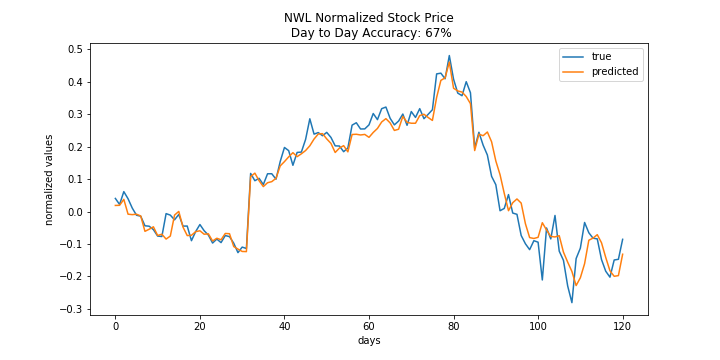 NWL Normalized Stock Price
Day to Day Accuracy: 67%
true
predicted
normalized values
0.5
0.4
0.3
0.2
0.1
0.0
−0.1
−0.2
−0.3
0 20 40 60 80 100 120
days